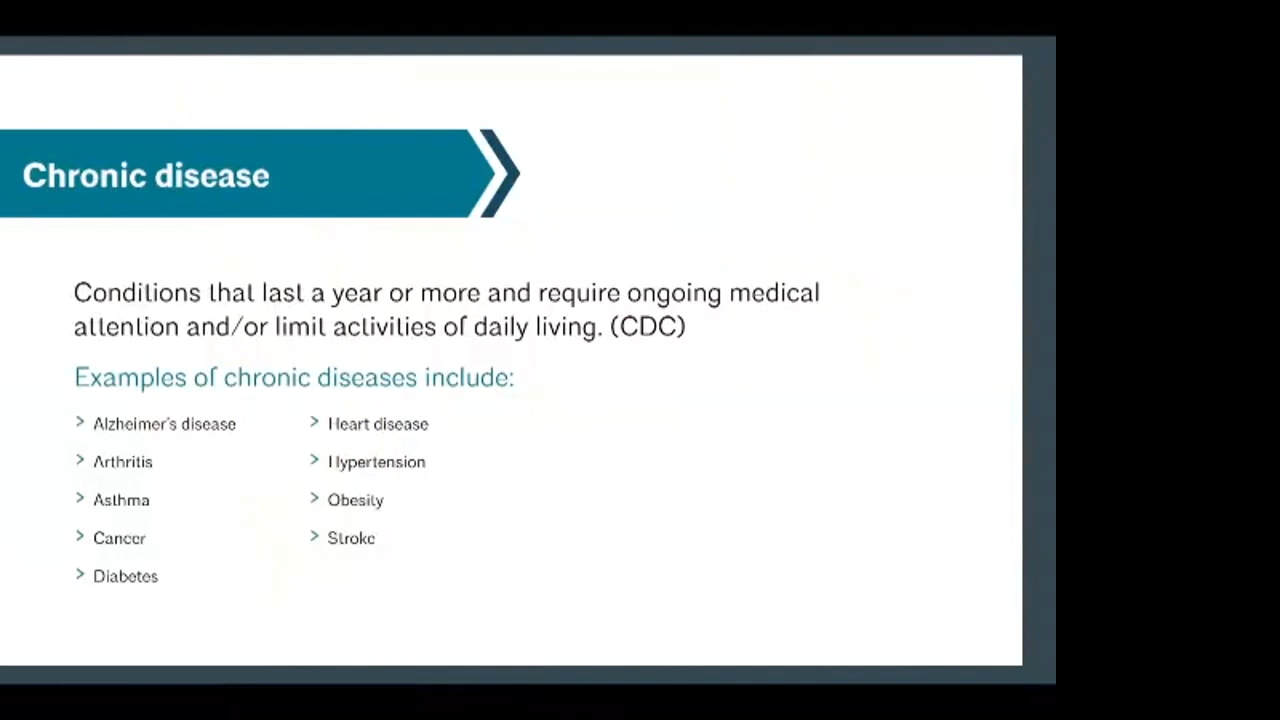 Chronic disease
Conditions that last a year or more and require ongoing medical
attention and/or limit activities of daily living. (CDC)
Examples of chronic diseases include:
> Alzheimer's disease
> Arthritis
> Asthma
> Cancer
> Diabetes
> Heart disease
> Hypertension
> Obesity
> Stroke